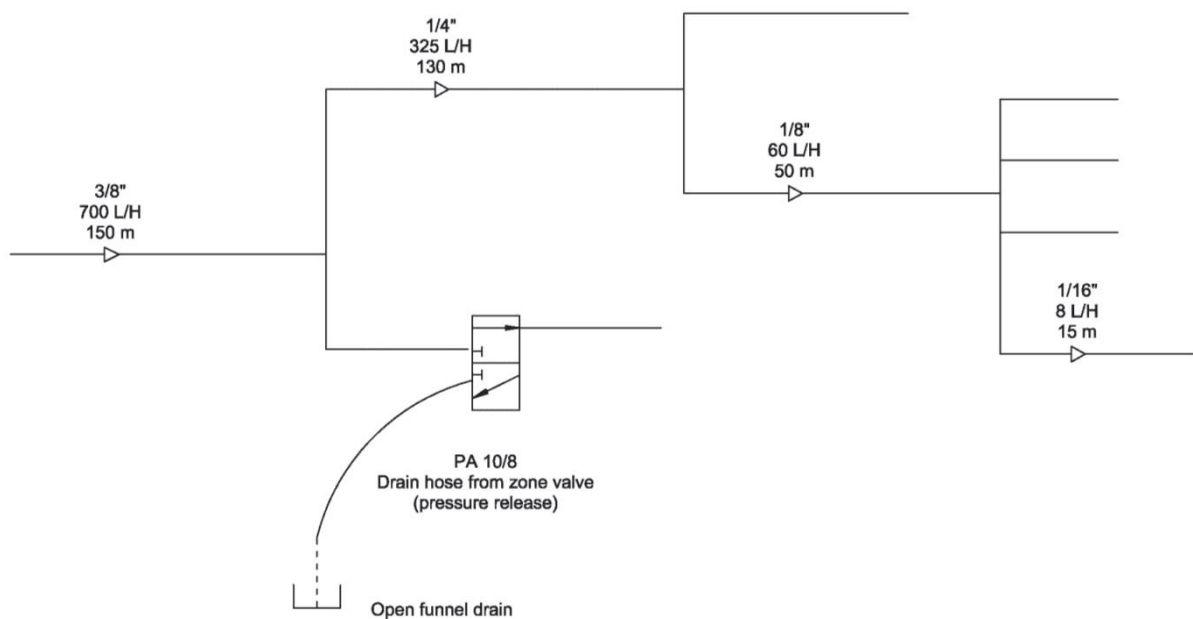 1/4"
325 L/H
130 m
1/8"
60 L/H
50 m
3/8"
700 L/H
150 m
1/16"
8 L/H
15 m
PA 10/8
Drain hose from zone valve
(pressure release)
Open funnel drain